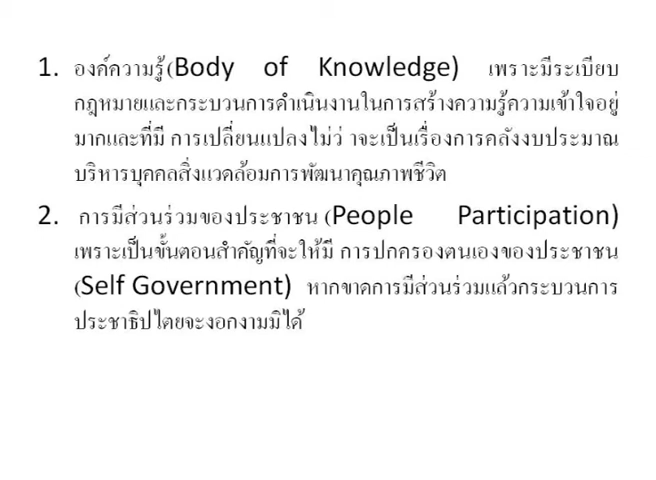 1. องค์ความรู้(Body of Knowledge) เพราะมีระเบียบ
กฎหมายและกระบวนการดำเนินงานในการสร้างความรู้ความเข้าใจอยู่
มากและที่มี การเปลี่ยนแปลงไม่ว่ าจะเป็นเรื่องการคลังงบประมาณ
บริหารบุคคลสิ่งแวดล้อมการพัฒนาคุณภาพชีวิต
2. การมีส่วนร่วมของประชาชน (People Participation)
เพราะเป็นขั้นตอนสำคัญที่จะให้มี การปกครองตนเองของประชาชน
(Self Government) หากขาดการมีส่วนร่วมแล้วกระบวนการ
ประชาธิปไตยจะงอกงามมิได้